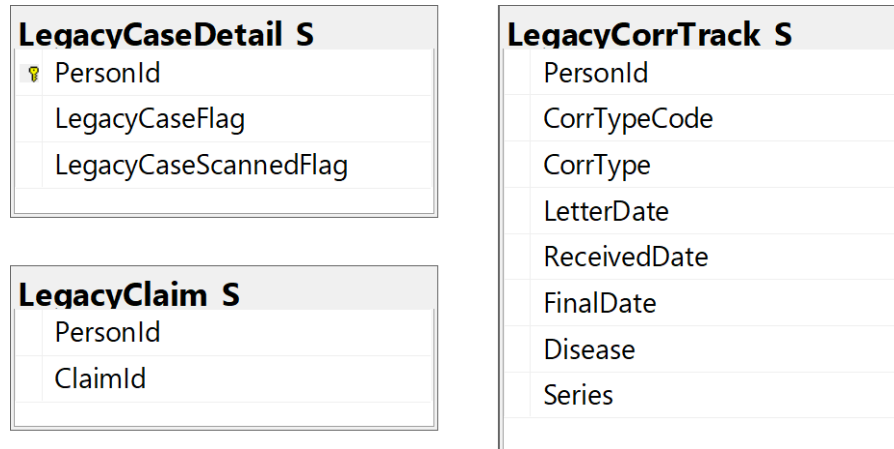 LegacyCaseDetail_S
PersonId
LegacyCaseFlag
LegacyCaseScannedFlag
LegacyClaim_S
PersonId
ClaimId
LegacyCorrTrack_S
PersonId
CorrTypeCode
CorrType
LetterDate
ReceivedDate
FinalDate
Disease
Series